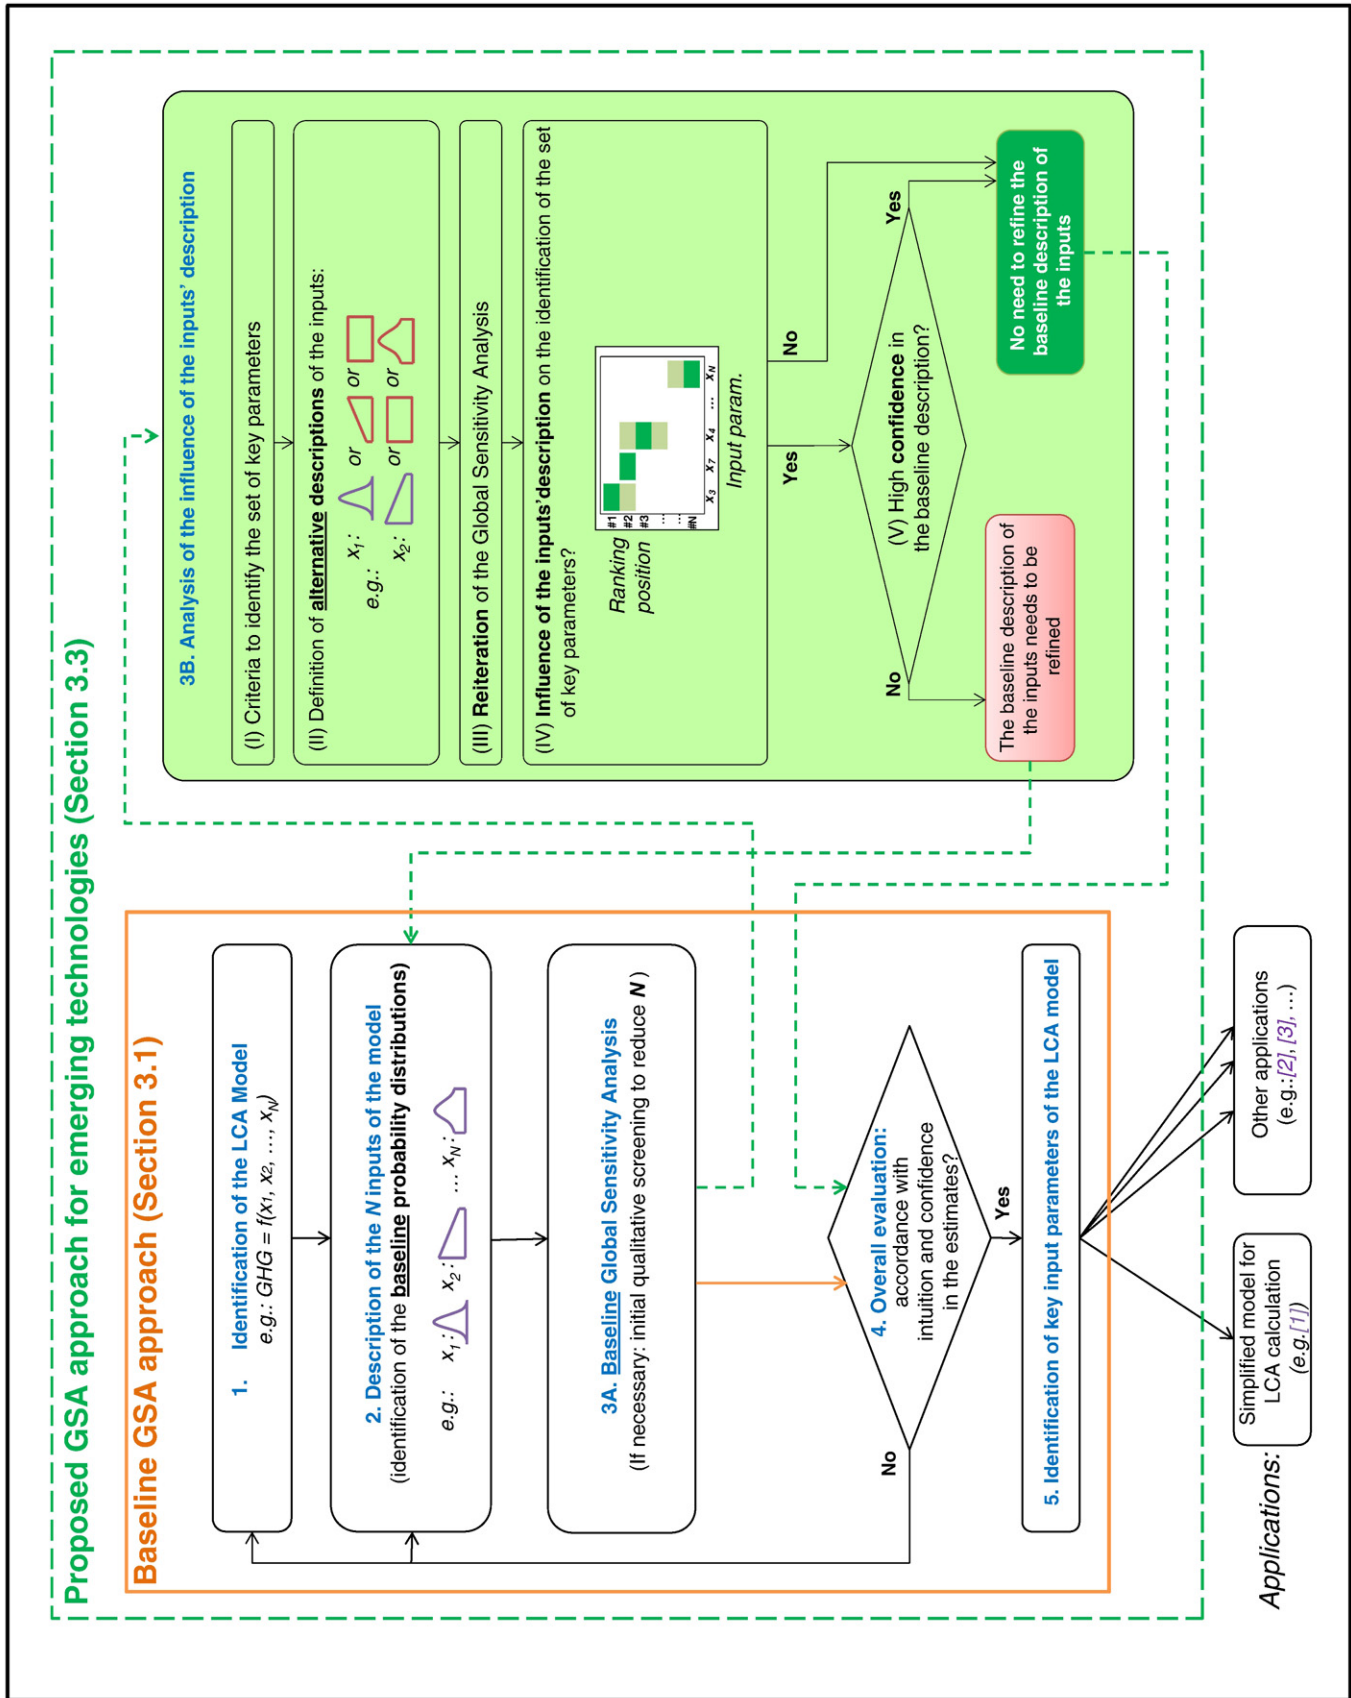 Proposed GSA approach for emerging technologies (Section 3.3)
Baseline GSA approach (Section 3.1)
1. Identification of the LCA Model
e.g.: GHG = f(x1, x2, …, xN)
2. Description of the N inputs of the model
(identification of the baseline probability distributions)
e.g.: x1: x2: … xN:
3A. Baseline Global Sensitivity Analysis
(If necessary: initial qualitative screening to reduce N )
4. Overall evaluation:
accordance with
intuition and confidence
in the estimates?
No
Yes
5. Identification of key input parameters of the LCA model
3B. Analysis of the influence of the inputs' description
(I) Criteria to identify the set of key parameters
(II) Definition of alternative descriptions of the inputs:
x1: or or
e.g.:
x2: or or
(III) Reiteration of the Global Sensitivity Analysis
(IV) Influence of the inputs'description on the identification of the set
of key parameters?
Ranking
position
#1
#2
#3
…
…
#N
x3 x7 x4 … xN
Input param.
Yes
No
(V) High confidence in
the baseline description?
No
Yes
The baseline description of
the inputs needs to be
refined
No need to refine the
baseline description of
the inputs
Applications:
Simplified model for
LCA calculation
(e.g.[1])
Other applications
(e.g.:[2], [3], …)